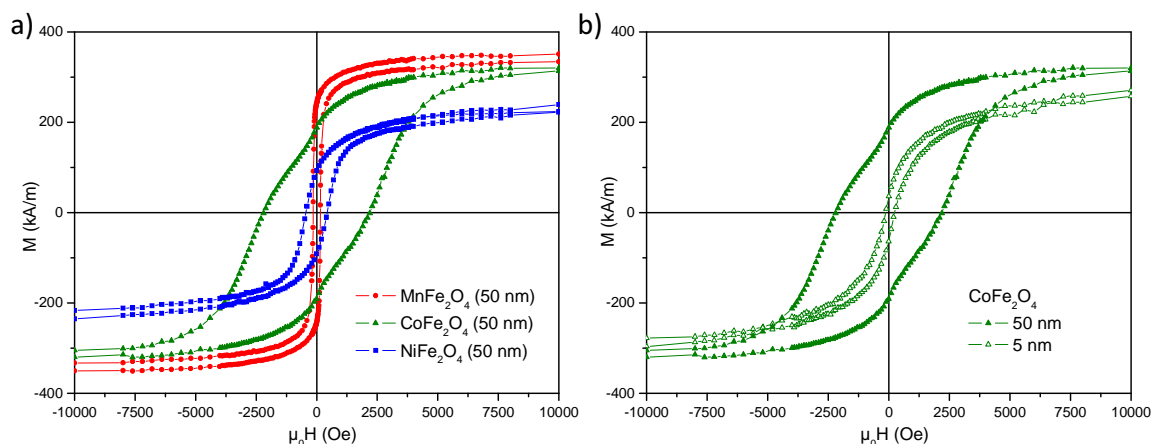 a)
400
200
0
-200
-400
M (kA/m)
MnFe₂O₄ (50 nm)
CoFe₂O₄ (50 nm)
NiFe₂O₄ (50 nm)
-10000 -7500 -5000 -2500 0 2500 5000 7500 10000
μ₀H (Oe)
b)
400
200
0
-200
-400
M (kA/m)
CoFe₂O₄
50 nm
5 nm
-10000 -7500 -5000 -2500 0 2500 5000 7500 10000
μ₀H (Oe)